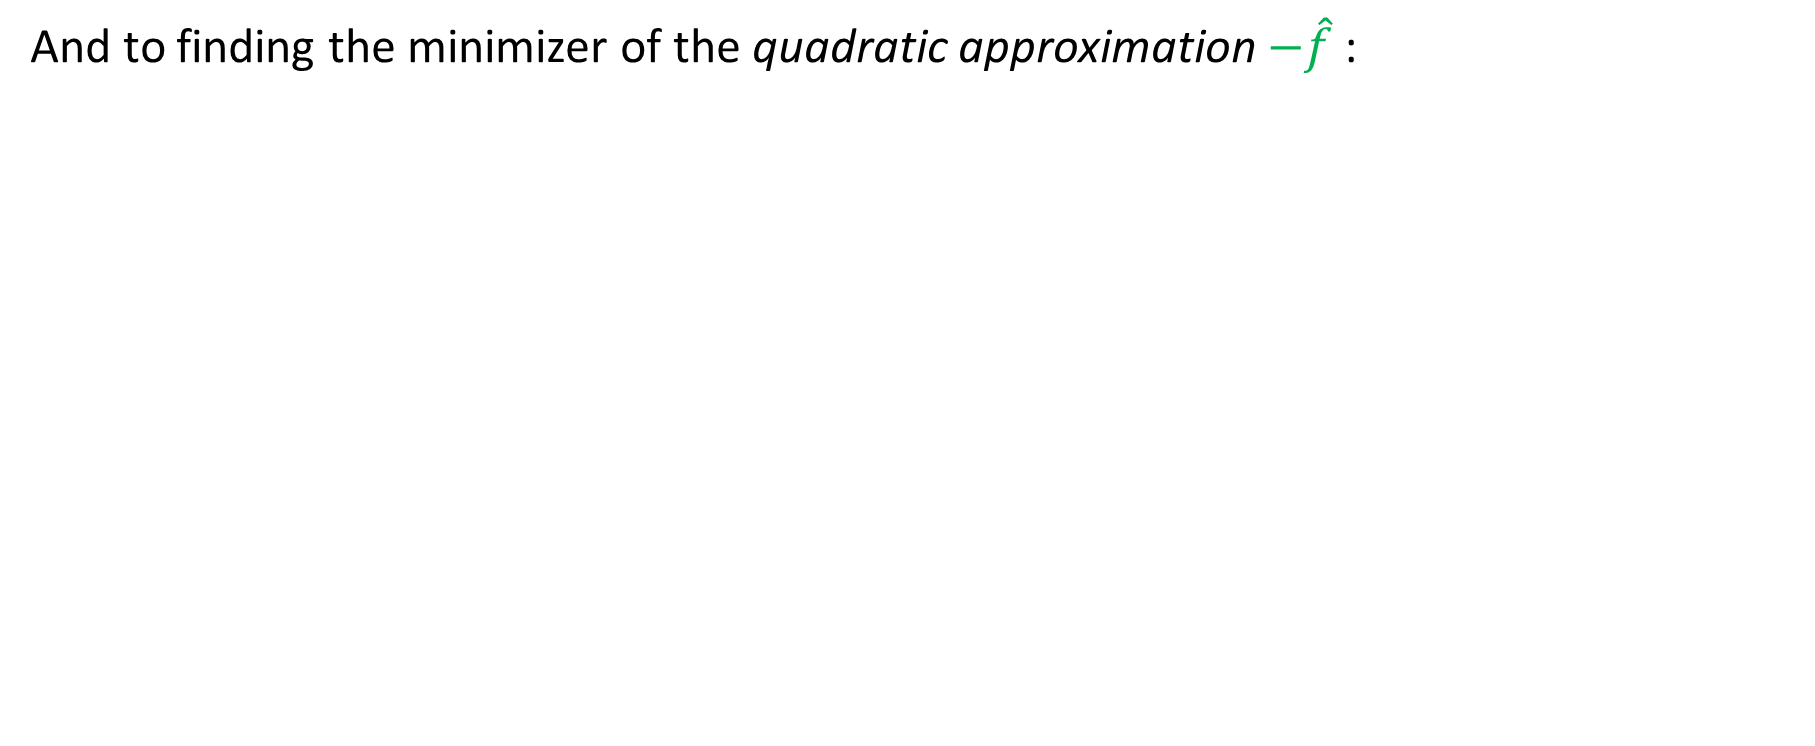 And to finding the minimizer of the quadratic approximation −f̂ :